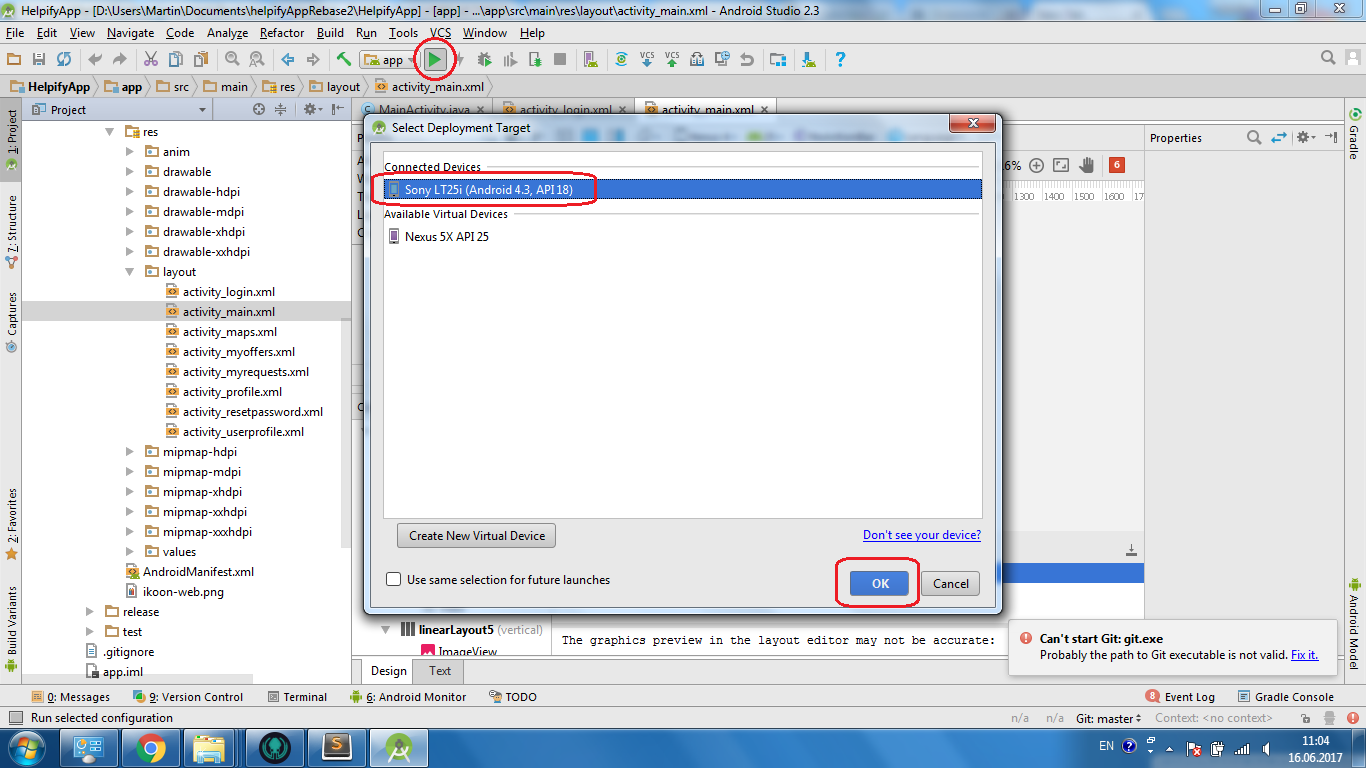 HelpifyApp - [D:\Users\Martin\Documents\helpifyAppRebase2\HelpifyApp] - [app] - ...\app\src\main\res\layout\activity_main.xml - Android Studio 2.3
File Edit View Navigate Code Analyze Refactor Build Run Tools VCS Window Help
app
VCS VCS
HelpifyApp app src main res layout activity_main.xml
Project
MainActivity.java activity_login.xml activity_main.xml
1: Project
7: Structure
Captures
2: Favorites
Build Variants
res
anim
drawable
drawable-hdpi
drawable-mdpi
drawable-xhdpi
drawable-xxhdpi
layout
activity_login.xml
activity_main.xml
activity_maps.xml
activity_myoffers.xml
activity_myrequests.xml
activity_profile.xml
activity_resetpassword.xml
activity_userprofile.xml
mipmap-hdpi
mipmap-mdpi
mipmap-xhdpi
mipmap-xxhdpi
mipmap-xxxhdpi
values
AndroidManifest.xml
ikoon-web.png
release
test
.gitignore
app.iml
Select Deployment Target
Connected Devices
Sony LT25i (Android 4.3, API 18)
Available Virtual Devices
Nexus 5X API 25
Create New Virtual Device
Don't see your device?
Use same selection for future launches
OK Cancel
6% 6
1300 1400 1500 1600 17
Properties
Gradle
Android Model
linearLayout5 (vertical)
ImageView
The graphics preview in the layout editor may not be accurate:
Design Text
Can't start Git: git.exe
Probably the path to Git executable is not valid. Fix it.
0: Messages 9: Version Control Terminal 6: Android Monitor TODO 8 Event Log Gradle Console
Run selected configuration n/a n/a Git: master Context: <no context>
EN 11:04
16.06.2017